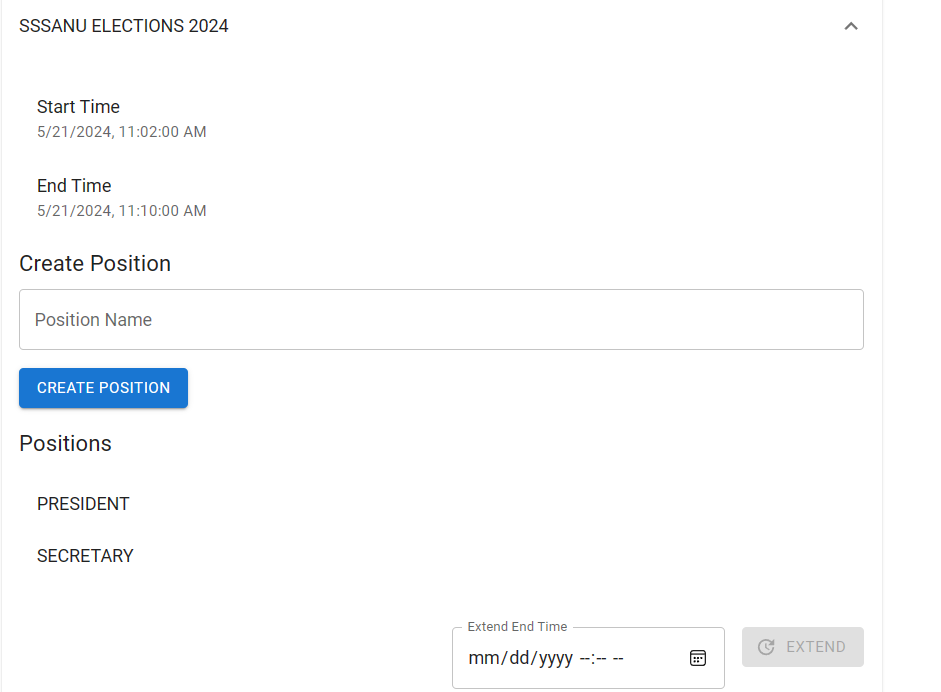 SSSANU ELECTIONS 2024
Start Time
5/21/2024, 11:02:00 AM
End Time
5/21/2024, 11:10:00 AM
Create Position
Position Name
CREATE POSITION
Positions
PRESIDENT
SECRETARY
Extend End Time
mm/dd/yyyy --:-- --
EXTEND